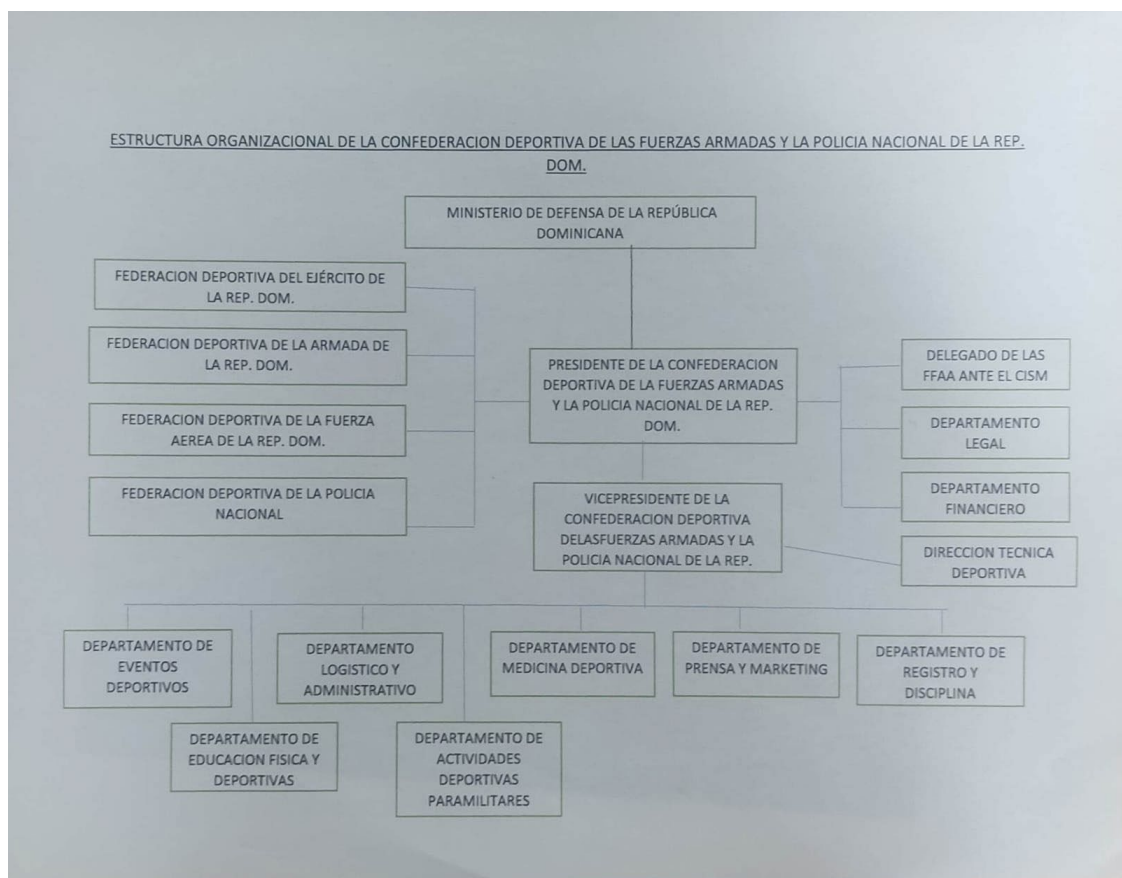 ESTRUCTURA ORGANIZACIONAL DE LA CONFEDERACION DEPORTIVA DE LAS FUERZAS ARMADAS Y LA POLICIA NACIONAL DE LA REP.
DOM.
MINISTERIO DE DEFENSA DE LA REPÚBLICA
DOMINICANA
FEDERACION DEPORTIVA DEL EJÉRCITO DE
LA REP. DOM.
FEDERACION DEPORTIVA DE LA ARMADA DE
LA REP. DOM.
FEDERACION DEPORTIVA DE LA FUERZA
AEREA DE LA REP. DOM.
FEDERACION DEPORTIVA DE LA POLICIA
NACIONAL
PRESIDENTE DE LA CONFEDERACION
DEPORTIVA DE LA FUERZAS ARMADAS
Y LA POLICIA NACIONAL DE LA REP.
DOM.
DELEGADO DE LAS
FFAA ANTE EL CISM
DEPARTAMENTO
LEGAL
DEPARTAMENTO
FINANCIERO
VICEPRESIDENTE DE LA
CONFEDERACION DEPORTIVA
DELASFUERZAS ARMADAS Y LA
POLICIA NACIONAL DE LA REP.
DIRECCION TECNICA
DEPORTIVA
DEPARTAMENTO DE
EVENTOS
DEPORTIVOS
DEPARTAMENTO
LOGISTICO Y
ADMINISTRATIVO
DEPARTAMENTO DE
MEDICINA DEPORTIVA
DEPARTAMENTO DE
PRENSA Y MARKETING
DEPARTAMENTO DE
REGISTRO Y
DISCIPLINA
DEPARTAMENTO DE
EDUCACION FISICA Y
DEPORTIVAS
DEPARTAMENTO DE
ACTIVIDADES
DEPORTIVAS
PARAMILITARES